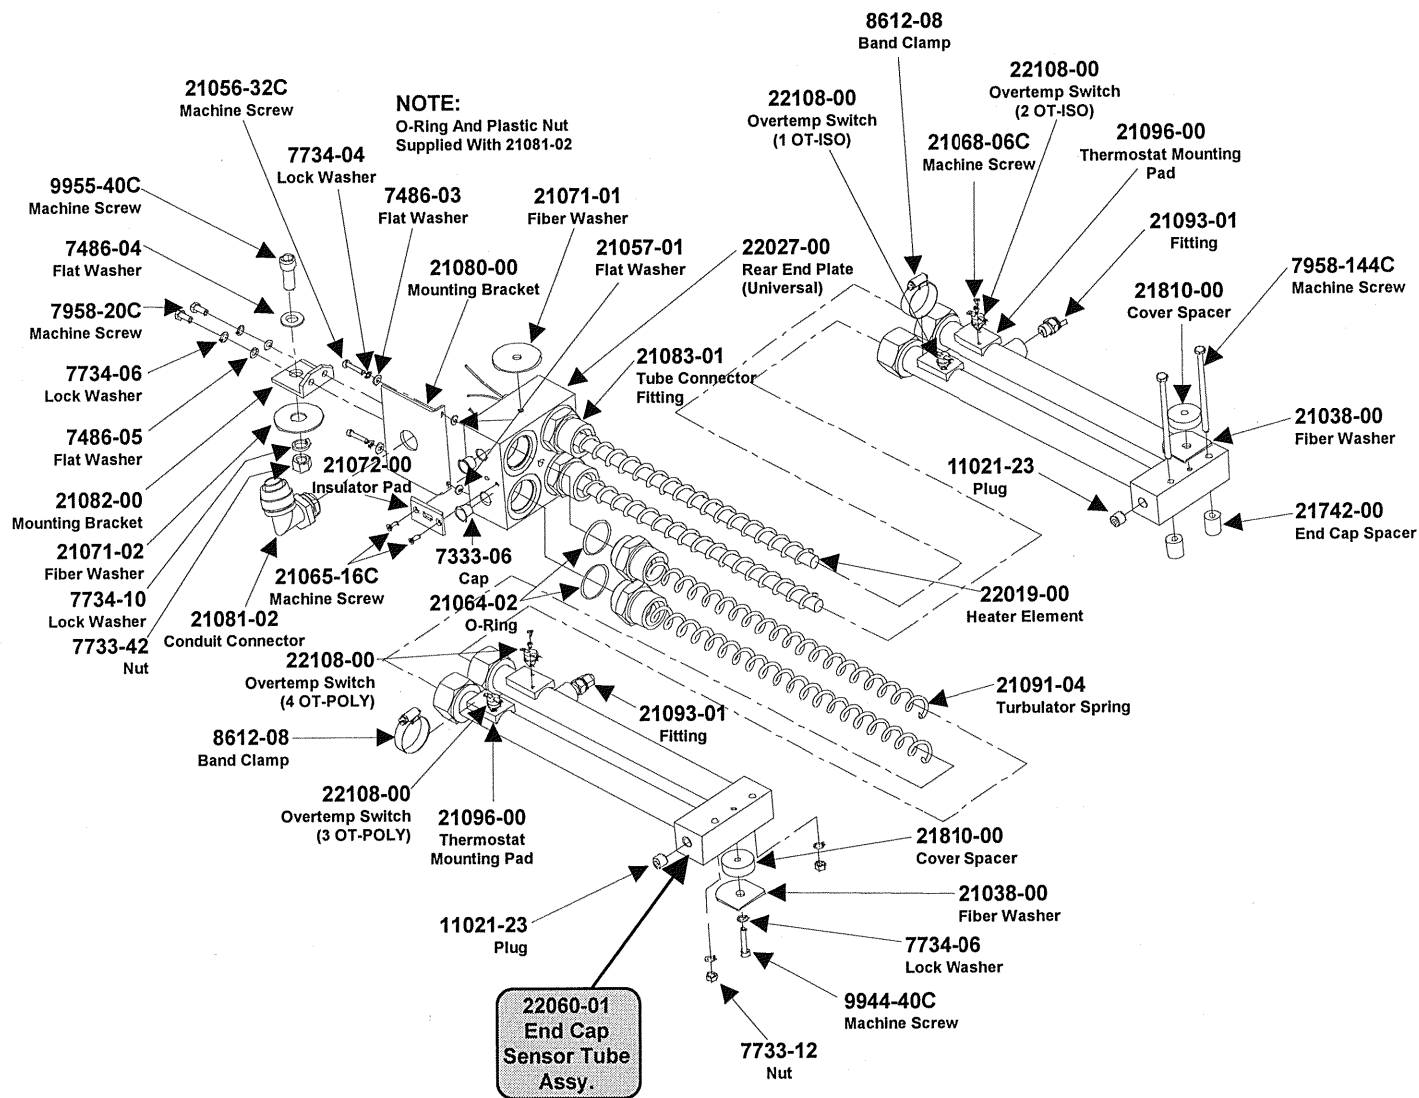 8612-08
Band Clamp
22108-00
Overtemp Switch
(2 OT-ISO)
21056-32C
Machine Screw
NOTE:
O-Ring And Plastic Nut
Supplied With 21081-02
22108-00
Overtemp Switch
(1 OT-ISO)
21068-06C
Machine Screw
21096-00
Thermostat Mounting
Pad
7734-04
Lock Washer
9955-40C
Machine Screw
7486-03
Flat Washer
21071-01
Fiber Washer
21093-01
Fitting
7486-04
Flat Washer
21057-01
Flat Washer
22027-00
Rear End Plate
(Universal)
21080-00
Mounting Bracket
7958-144C
Machine Screw
21810-00
Cover Spacer
7958-20C
Machine Screw
21083-01
Tube Connector
Fitting
7734-06
Lock Washer
21038-00
Fiber Washer
7486-05
Flat Washer
21072-00
Insulator Pad
11021-23
Plug
21082-00
Mounting Bracket
21742-00
End Cap Spacer
21071-02
Fiber Washer
7333-06
Cap
21065-16C
Machine Screw
7734-10
Lock Washer
21064-02
O-Ring
22019-00
Heater Element
21081-02
Conduit Connector
7733-42
Nut
22108-00
Overtemp Switch
(4 OT-POLY)
21091-04
Turbulator Spring
21093-01
Fitting
8612-08
Band Clamp
22108-00
Overtemp Switch
(3 OT-POLY)
21096-00
Thermostat
Mounting Pad
21810-00
Cover Spacer
21038-00
Fiber Washer
11021-23
Plug
7734-06
Lock Washer
22060-01
End Cap
Sensor Tube
Assy.
9944-40C
Machine Screw
7733-12
Nut